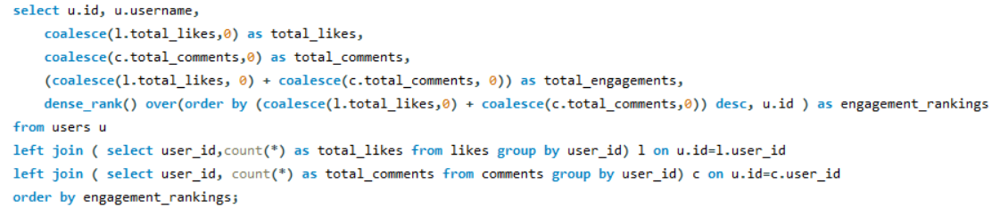 select u.id, u.username,
coalesce(l.total_likes,0) as total_likes,
coalesce(c.total_comments,0) as total_comments,
(coalesce(l.total_likes, 0) + coalesce(c.total_comments, 0)) as total_engagements,
dense_rank() over(order by (coalesce(l.total_likes,0) + coalesce(c.total_comments,0)) desc, u.id ) as engagement_rankings
from users u
left join ( select user_id,count(*) as total_likes from likes group by user_id) l on u.id=l.user_id
left join ( select user_id, count(*) as total_comments from comments group by user_id) c on u.id=c.user_id
order by engagement_rankings;